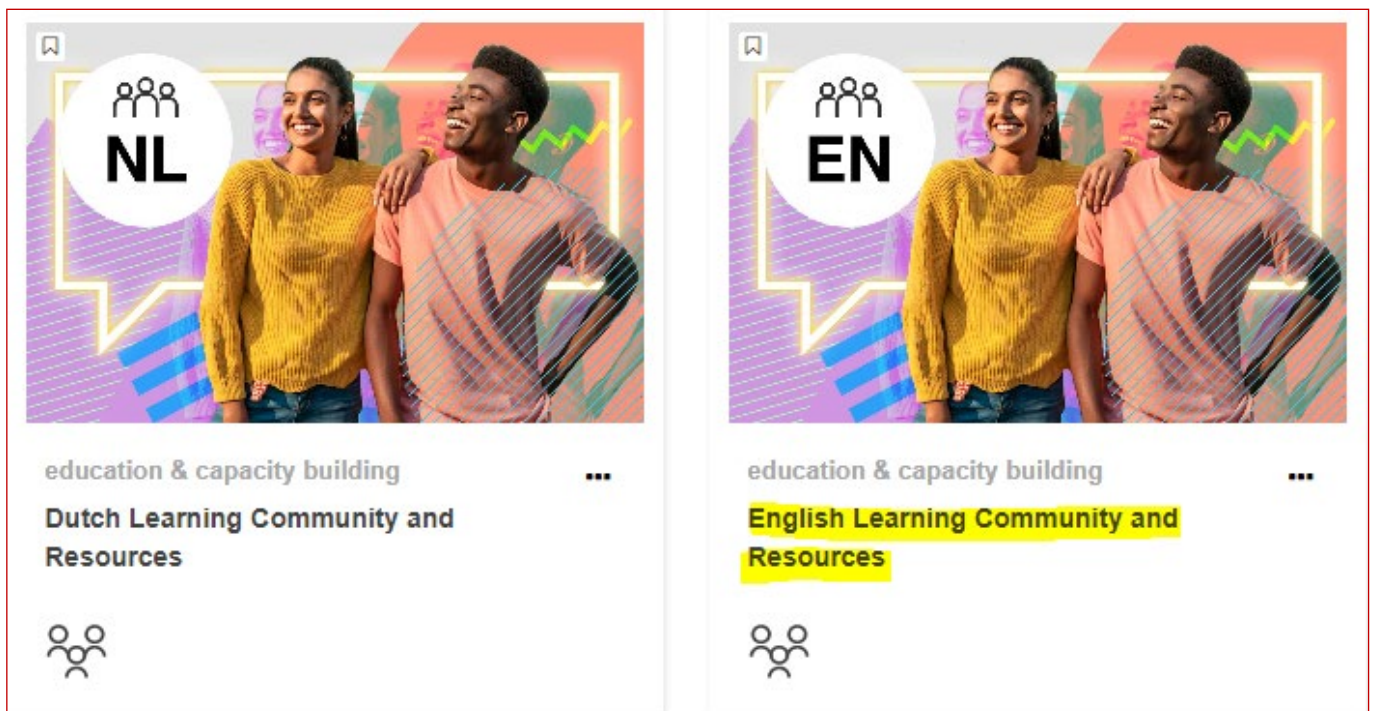 NL
education & capacity building
Dutch Learning Community and
Resources
EN
education & capacity building
English Learning Community and
Resources